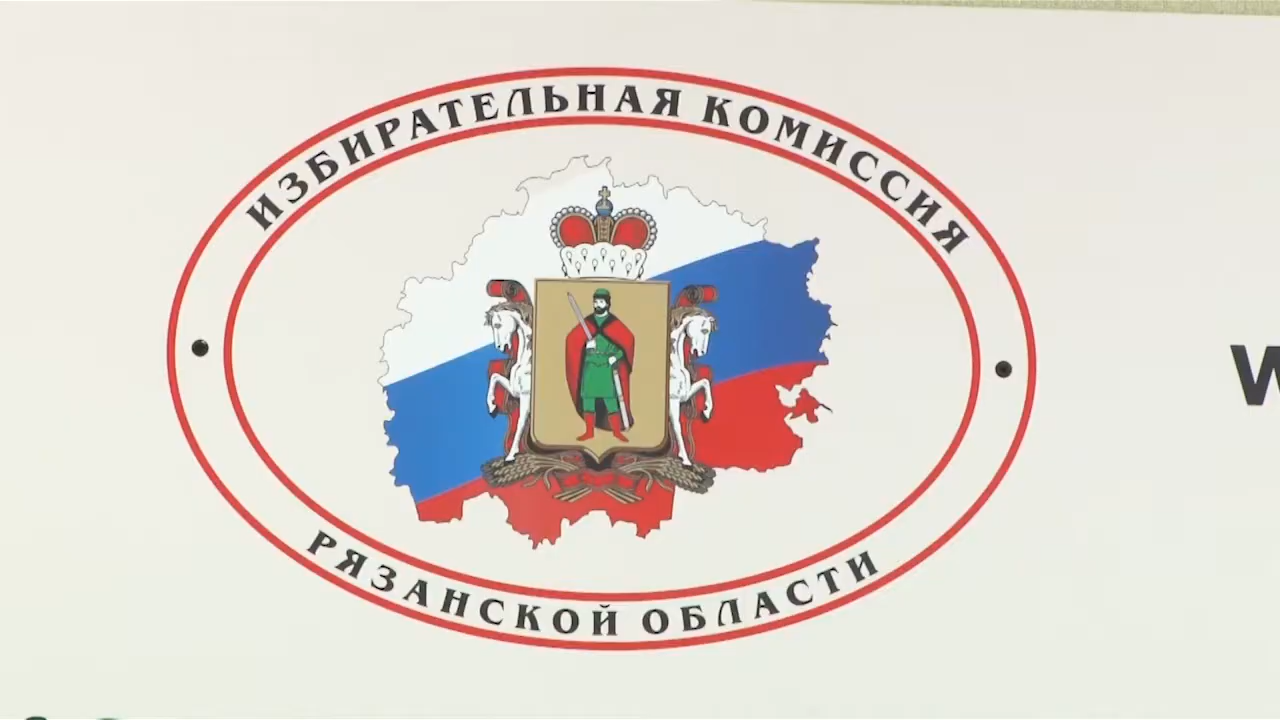 ИЗБИРАТЕЛЬНАЯ КОМИССИЯ
РЯЗАНСКОЙ ОБЛАСТИ